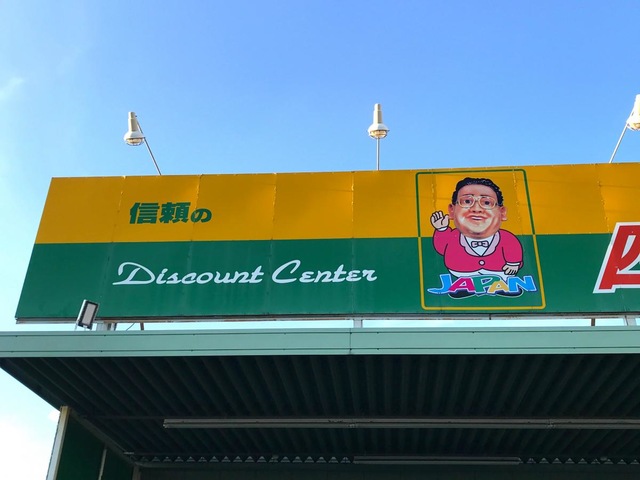 信頼の
Discount Center
JAPAN